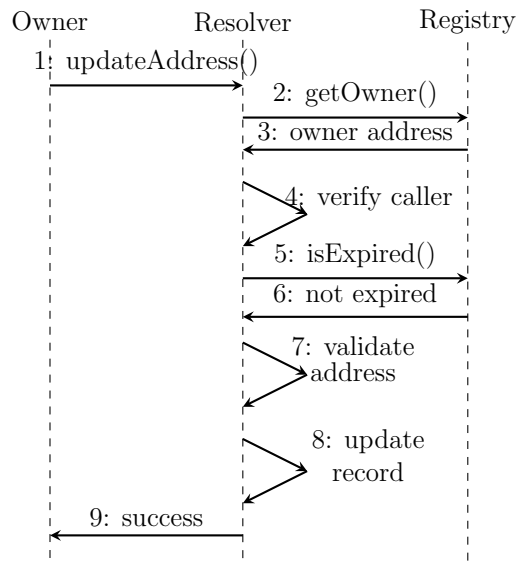 Owner
Resolver
Registry
1: updateAddress()
2: getOwner()
3: owner address
4: verify caller
5: isExpired()
6: not expired
7: validate
address
8: update
record
9: success